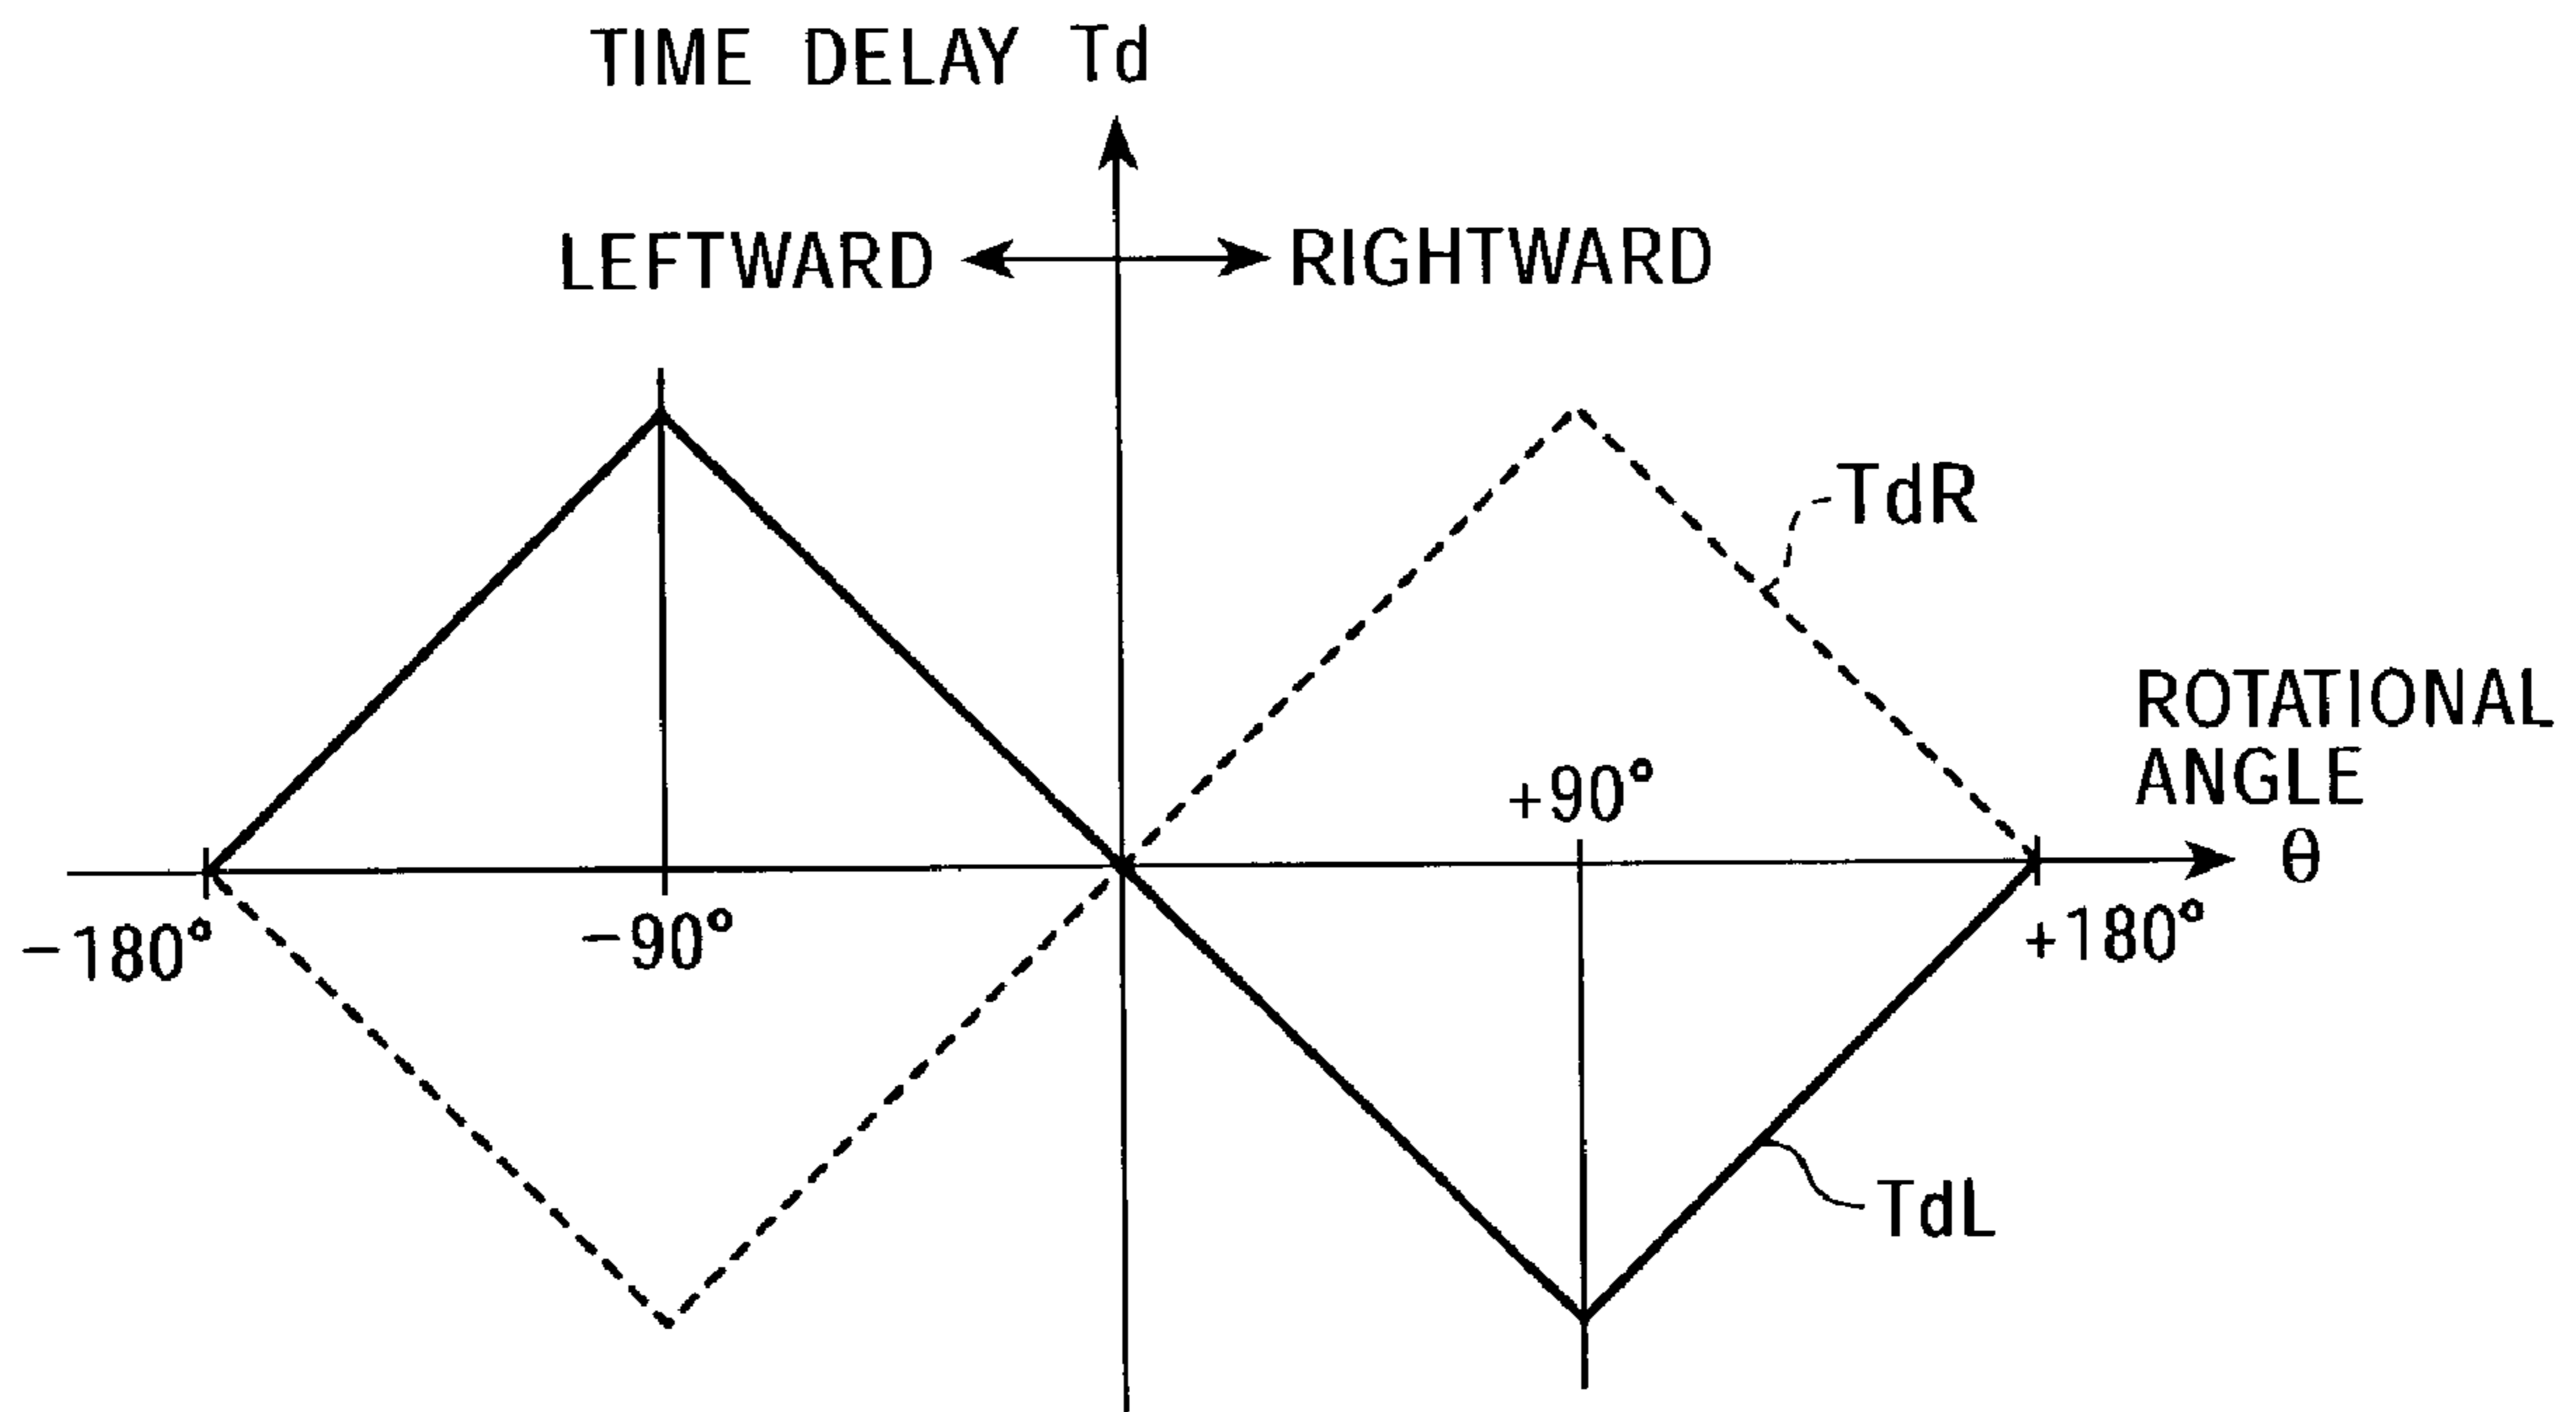 TIME DELAY Td
LEFTWARD
RIGHTWARD
TdR
ROTATIONAL
ANGLE
θ
+90°
-180°
-90°
+180°
TdL